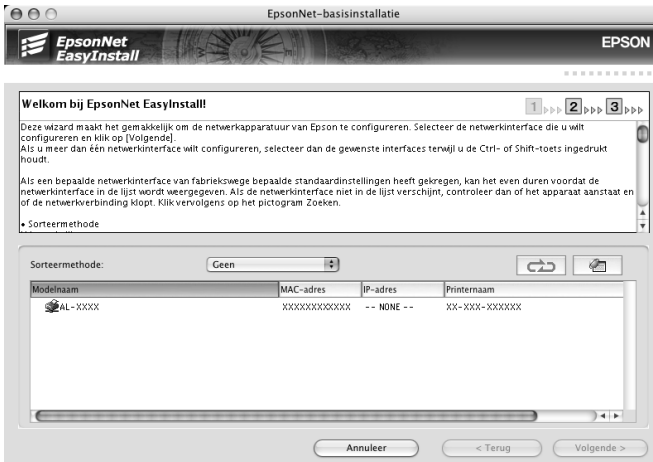 EpsonNet-basisinstallatie
EpsonNet
EasyInstall
EPSON
Welkom bij EpsonNet EasyInstall!
1 2 3
Deze wizard maakt het gemakkelijk om de netwerkapparatuur van Epson te configureren. Selecteer de netwerkinterface die u wilt
configureren en klik op [Volgende].
Als u meer dan één netwerkinterface wilt configureren, selecteer dan de gewenste interfaces terwijl u de Ctrl- of Shift-toets ingedrukt
houdt.
Als een bepaalde netwerkinterface van fabriekswege bepaalde standaardinstellingen heeft gekregen, kan het even duren voordat de
netwerkinterface in de lijst wordt weergegeven. Als de netwerkinterface niet in de lijst verschijnt, controleer dan of het apparaat aanstaat en
of de netwerkverbinding klopt. Klik vervolgens op het pictogram Zoeken.
• Sorteermethode
Sorteermethode: Geen
Modelnaam MAC-adres IP-adres Printernaam
AL-XXXX XXXXXXXXXXXX -- NONE -- XX-XXX-XXXXXX
Annuleer < Terug Volgende >